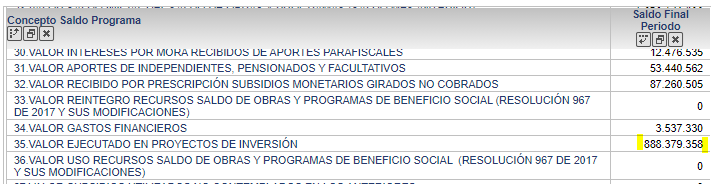 Concepto Saldo Programa
Saldo Final
Periodo
30.VALOR INTERESES POR MORA RECIBIDOS DE APORTES PARAFISCALES 12.476.535
31.VALOR APORTES DE INDEPENDIENTES, PENSIONADOS Y FACULTATIVOS 53.440.562
32.VALOR RECIBIDO POR PRESCRIPCIÓN SUBSIDIOS MONETARIOS GIRADOS NO COBRADOS 87.260.505
33.VALOR REINTEGRO RECURSOS SALDO DE OBRAS Y PROGRAMAS DE BENEFICIO SOCIAL (RESOLUCIÓN 967
DE 2017 Y SUS MODIFICACIONES) 0
34.VALOR GASTOS FINANCIEROS 3.537.330
35.VALOR EJECUTADO EN PROYECTOS DE INVERSIÓN 888.379.358
36.VALOR USO RECURSOS SALDO DE OBRAS Y PROGRAMAS DE BENEFICIO SOCIAL (RESOLUCIÓN 967 DE 2017
Y SUS MODIFICACIONES) 0